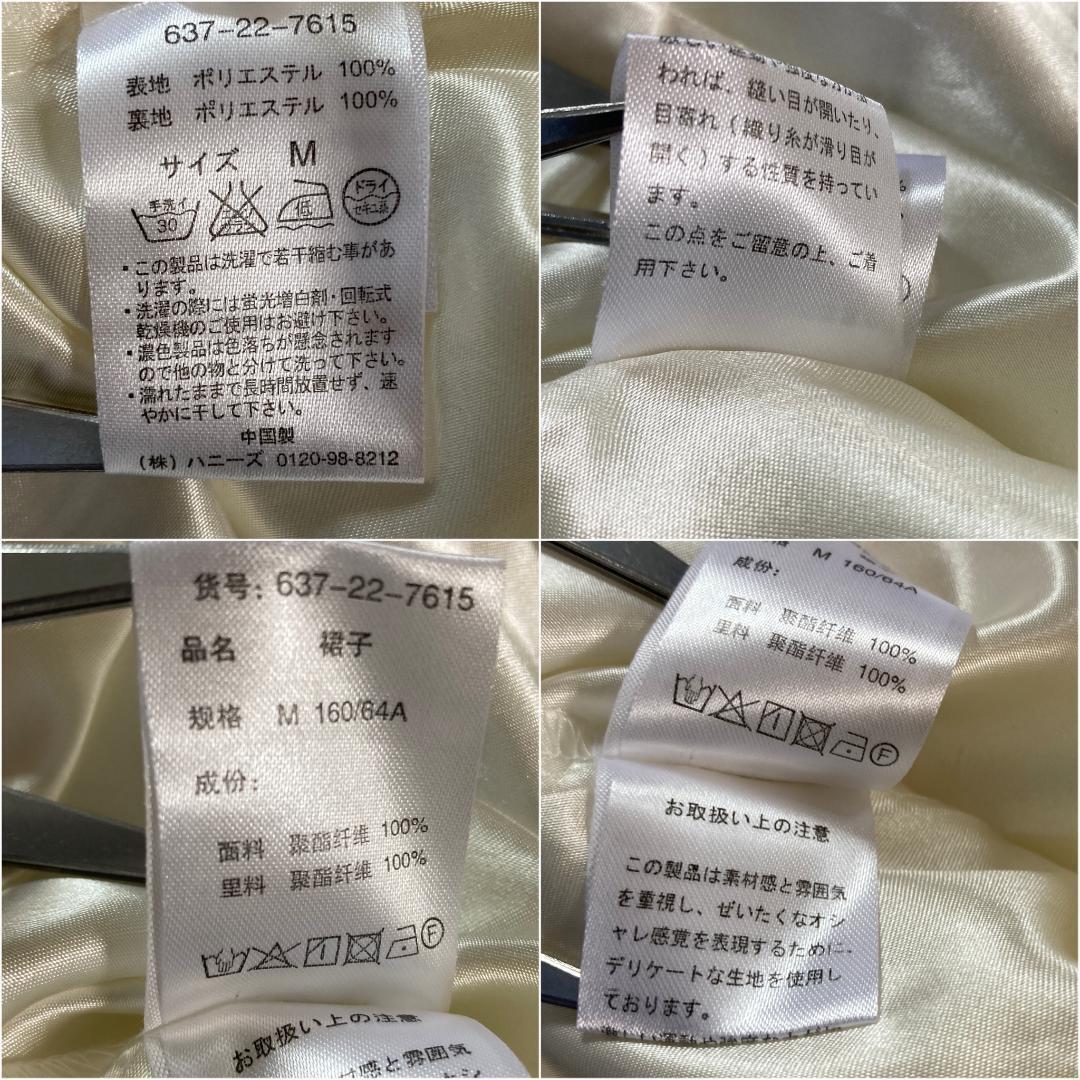 637-22-7615
表地 ポリエステル 100%
裏地 ポリエステル 100%
サイズ M
手洗イ
30
低
ドライ
セキユ系
・この製品は洗濯で若干縮む事があ
ります。
・洗濯の際には蛍光増白剤・回転式
乾燥機のご使用はお避け下さい。
・濃色製品は色落ちが懸念されます
ので他の物と分けて洗って下さい。
・濡れたままで長時間放置せず、速
やかに干して下さい。
中国製
(株)ハニーズ 0120-98-8212
われば、縫い目が開いたり、
目寄れ(織り糸が滑り目が
開く)する性質を持ってい
ます。
この点をご留意の上、ご着
用下さい。
%
货号: 637-22-7615
品名 裙子
规格 M 160/64A
成份:
面料 聚酯纤维 100%
里料 聚酯纤维 100%
F
お取扱い上の注意
感と雰囲気
M 160/64A
成份:
面料 聚酯纤维 100%
里料 聚酯纤维 100%
F
お取扱い上の注意
この製品は素材感と雰囲気
を重視し、ぜいたくなオシ
ャレ感覚を表現するために、
デリケートな生地を使用し
ております。